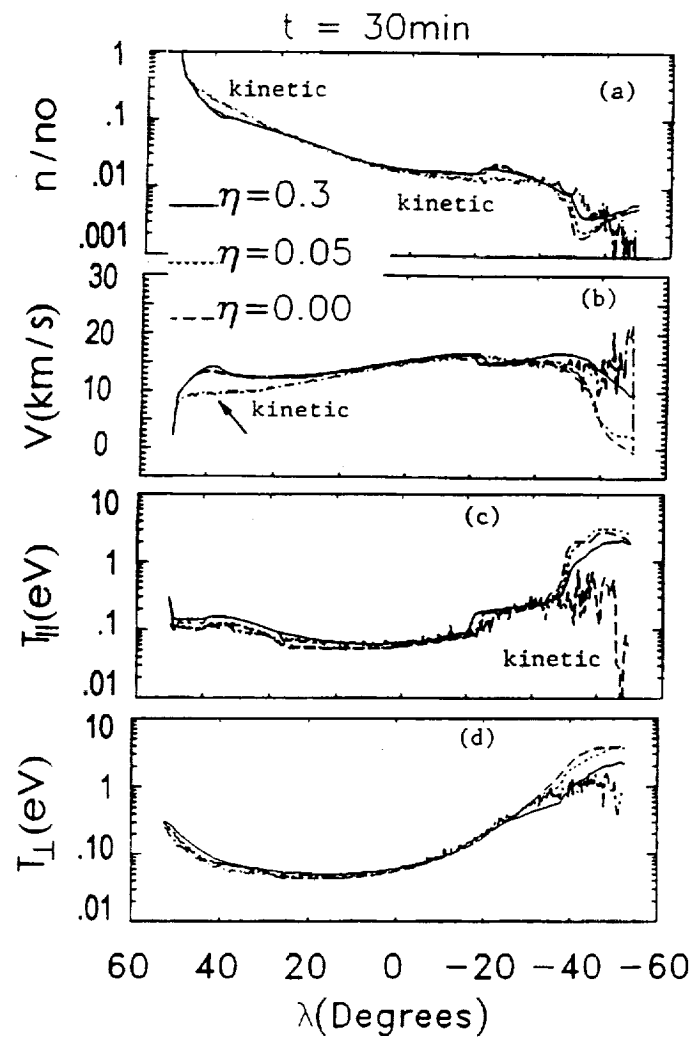 t = 30min
1
.1
.01
.001
n/no
kinetic
(a)
kinetic
η=0.3
η=0.05
η=0.00
30
20
10
0
V(km/s)
(b)
kinetic
10
1
0.1
.01
T||(eV)
(c)
kinetic
10
1
0.10
.01
T⊥(eV)
(d)
60 40 20 0 −20 −40 −60
λ(Degrees)